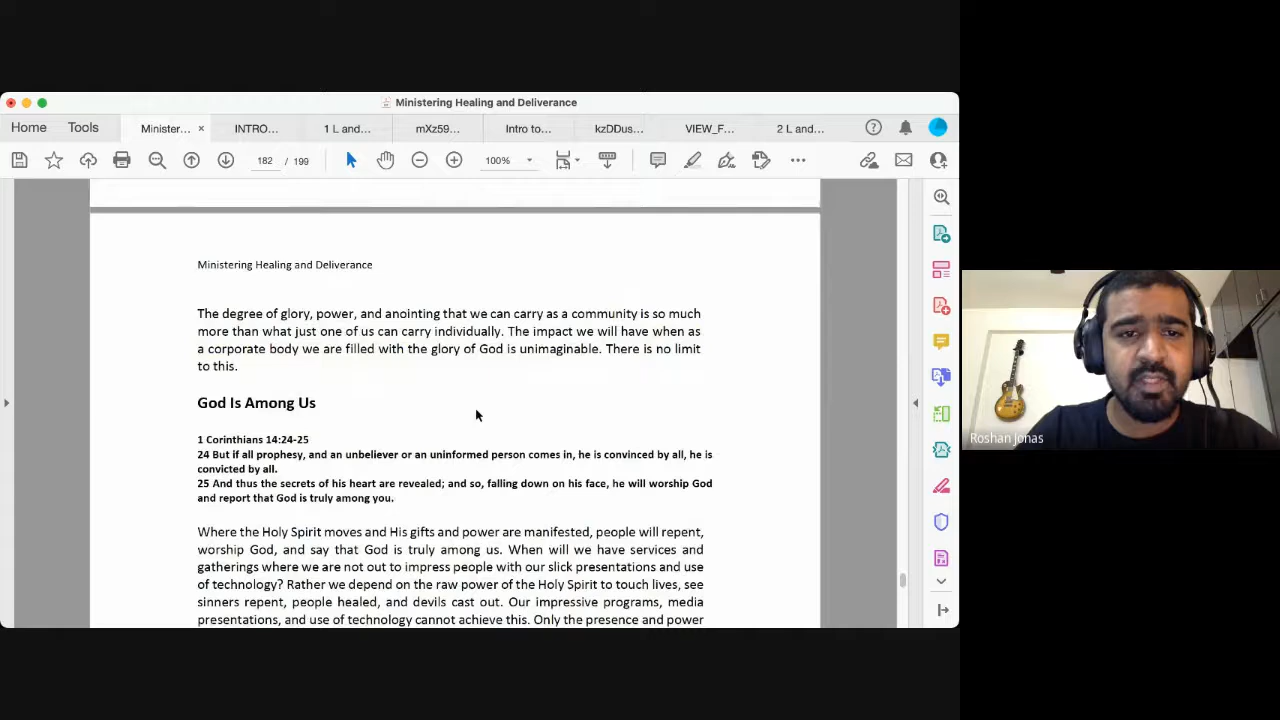 Ministering Healing and Deliverance
Home Tools Minister... × INTRO... 1 L and... mXz59... Intro to... kzDDus... VIEW_F... 2 L and...
182 / 199 100%
Ministering Healing and Deliverance
The degree of glory, power, and anointing that we can carry as a community is so much
more than what just one of us can carry individually. The impact we will have when as
a corporate body we are filled with the glory of God is unimaginable. There is no limit
to this.
God Is Among Us
1 Corinthians 14:24-25
24 But if all prophesy, and an unbeliever or an uninformed person comes in, he is convinced by all, he is
convicted by all.
25 And thus the secrets of his heart are revealed; and so, falling down on his face, he will worship God
and report that God is truly among you.
Where the Holy Spirit moves and His gifts and power are manifested, people will repent,
worship God, and say that God is truly among us. When will we have services and
gatherings where we are not out to impress people with our slick presentations and use
of technology? Rather we depend on the raw power of the Holy Spirit to touch lives, see
sinners repent, people healed, and devils cast out. Our impressive programs, media
presentations, and use of technology cannot achieve this. Only the presence and power
Roshan Jonas